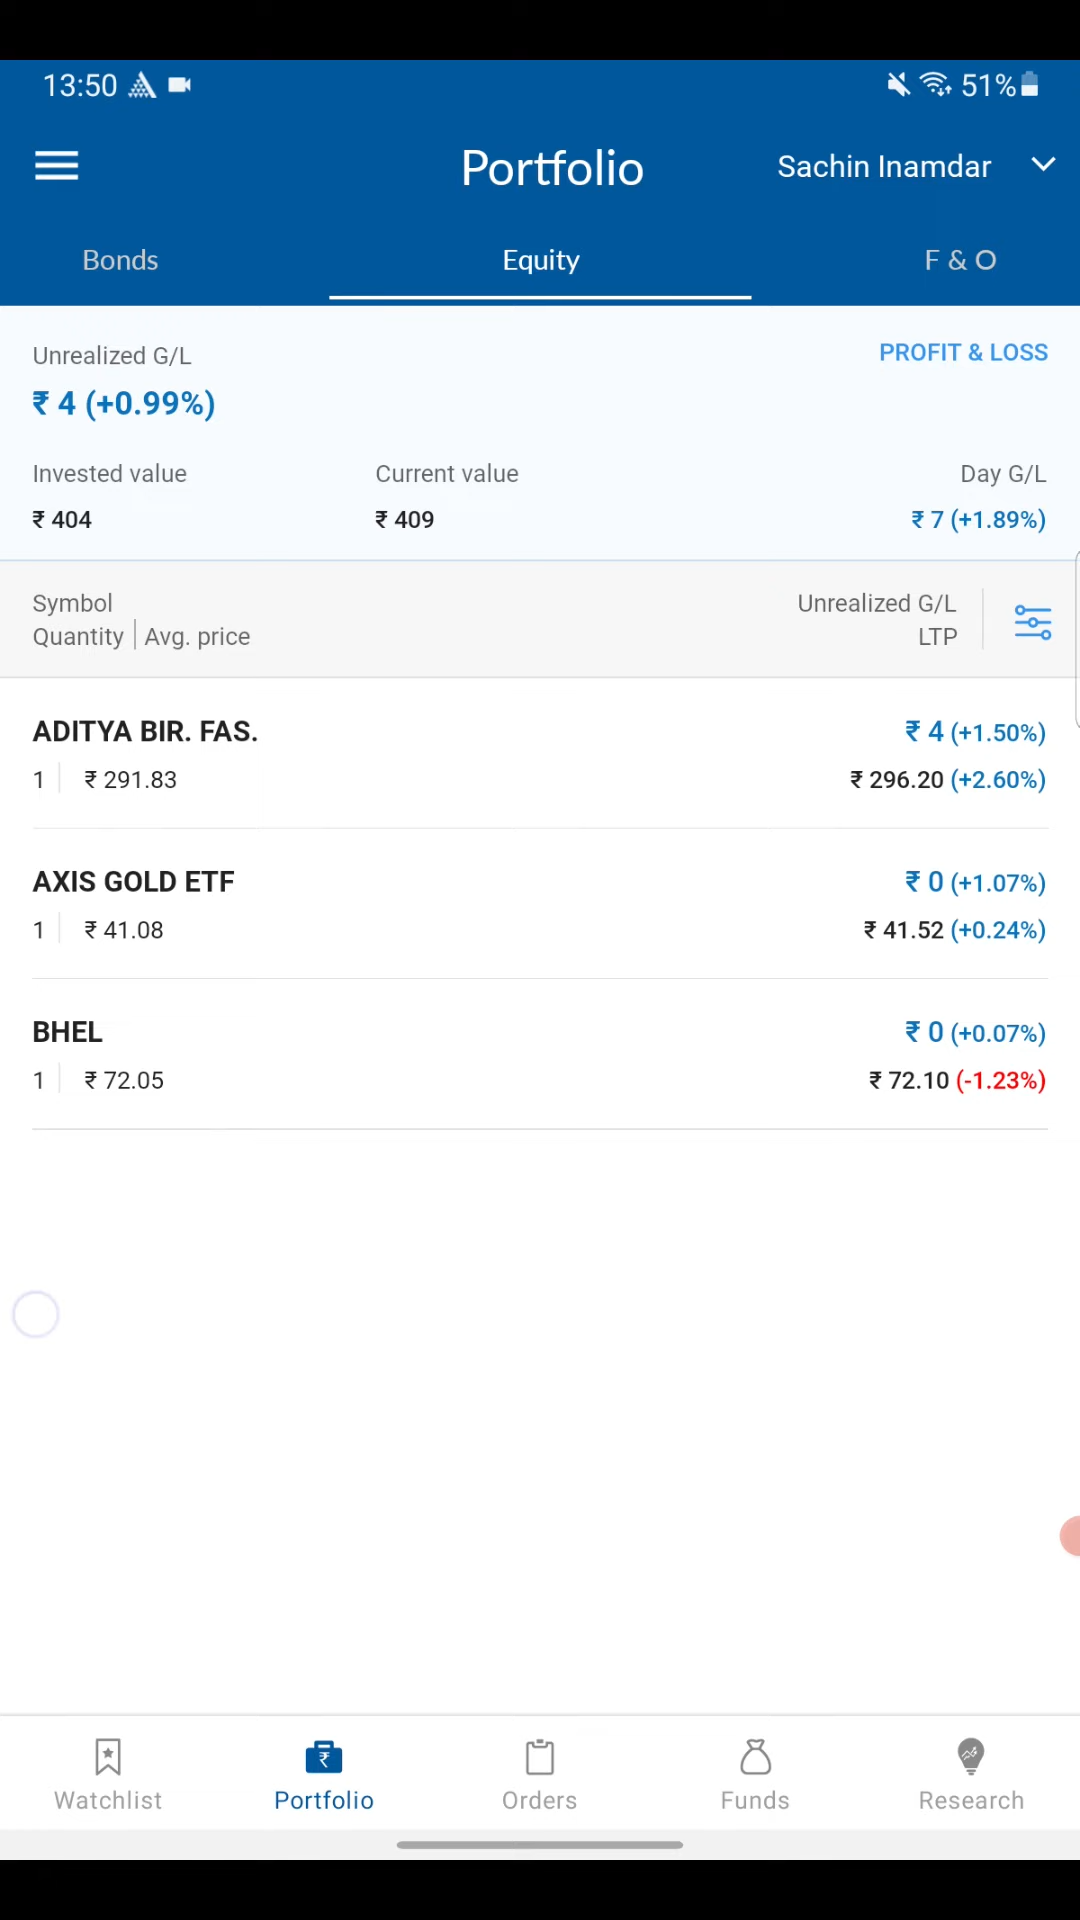 13:50 51%
Portfolio Sachin Inamdar
Bonds Equity F & O
Unrealized G/L PROFIT & LOSS
₹ 4 (+0.99%)
Invested value Current value Day G/L
₹ 404 ₹ 409 ₹ 7 (+1.89%)
Symbol Unrealized G/L
Quantity | Avg. price LTP
ADITYA BIR. FAS. ₹ 4 (+1.50%)
1 ₹ 291.83 ₹ 296.20 (+2.60%)
AXIS GOLD ETF ₹ 0 (+1.07%)
1 ₹ 41.08 ₹ 41.52 (+0.24%)
BHEL ₹ 0 (+0.07%)
1 ₹ 72.05 ₹ 72.10 (-1.23%)
Watchlist Portfolio Orders Funds Research